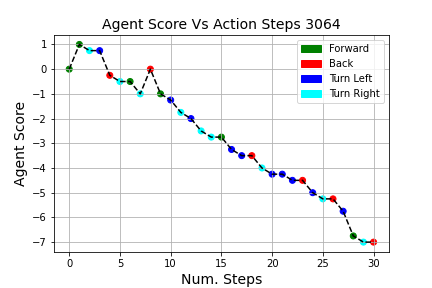 Agent Score Vs Action Steps 3064
Forward
Back
Turn Left
Turn Right
1
0
−1
−2
−3
−4
−5
−6
−7
Agent Score
0 5 10 15 20 25 30
Num. Steps